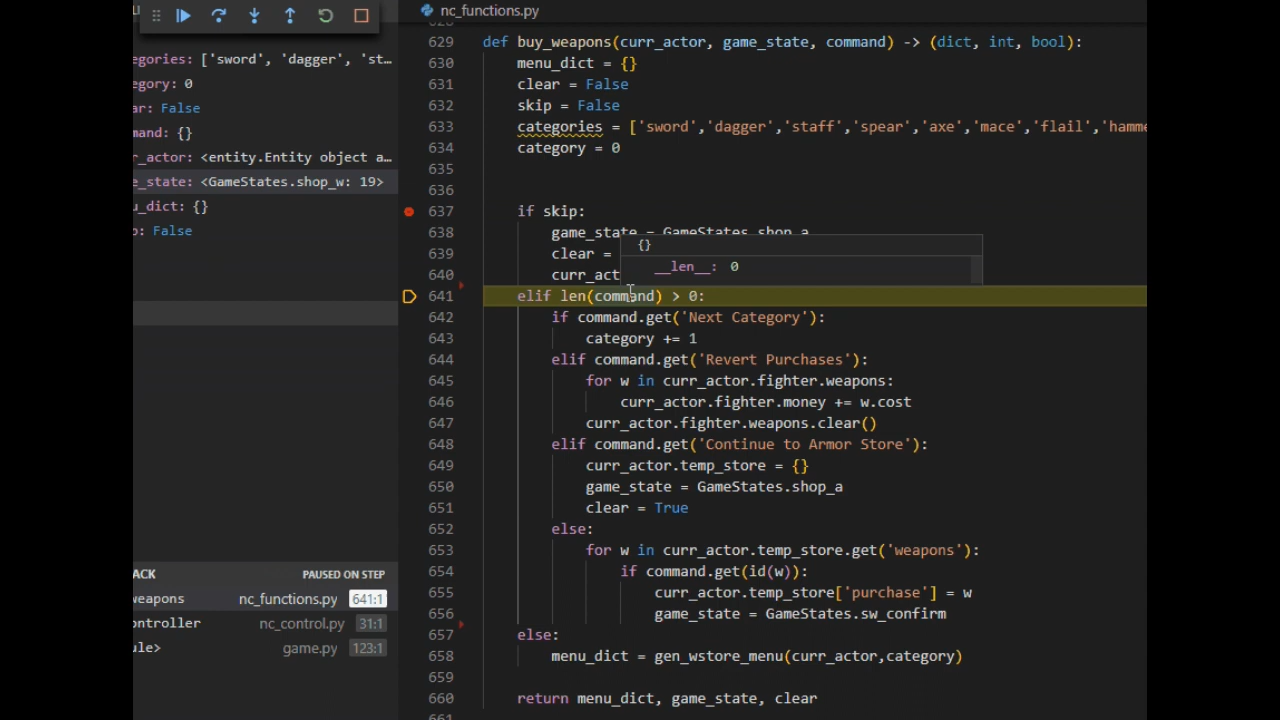 nc_functions.py
egories: ['sword', 'dagger', 'st...
egory: 0
ar: False
mand: {}
r_actor: <entity.Entity object a...
e_state: <GameStates.shop_w: 19>
u_dict: {}
p: False
ACK PAUSED ON STEP
weapons nc_functions.py 641:1
ontroller nc_control.py 31:1
ule> game.py 123:1
629 def buy_weapons(curr_actor, game_state, command) -> (dict, int, bool):
630 menu_dict = {}
631 clear = False
632 skip = False
633 categories = ['sword','dagger','staff','spear','axe','mace','flail','hamme
634 category = 0
635
636
637 if skip:
638 game_state = GameStates.shop_a
639 clear =
640 curr_act
{}
__len__: 0
641 elif len(command) > 0:
642 if command.get('Next Category'):
643 category += 1
644 elif command.get('Revert Purchases'):
645 for w in curr_actor.fighter.weapons:
646 curr_actor.fighter.money += w.cost
647 curr_actor.fighter.weapons.clear()
648 elif command.get('Continue to Armor Store'):
649 curr_actor.temp_store = {}
650 game_state = GameStates.shop_a
651 clear = True
652 else:
653 for w in curr_actor.temp_store.get('weapons'):
654 if command.get(id(w)):
655 curr_actor.temp_store['purchase'] = w
656 game_state = GameStates.sw_confirm
657 else:
658 menu_dict = gen_wstore_menu(curr_actor,category)
659
660 return menu_dict, game_state, clear
661